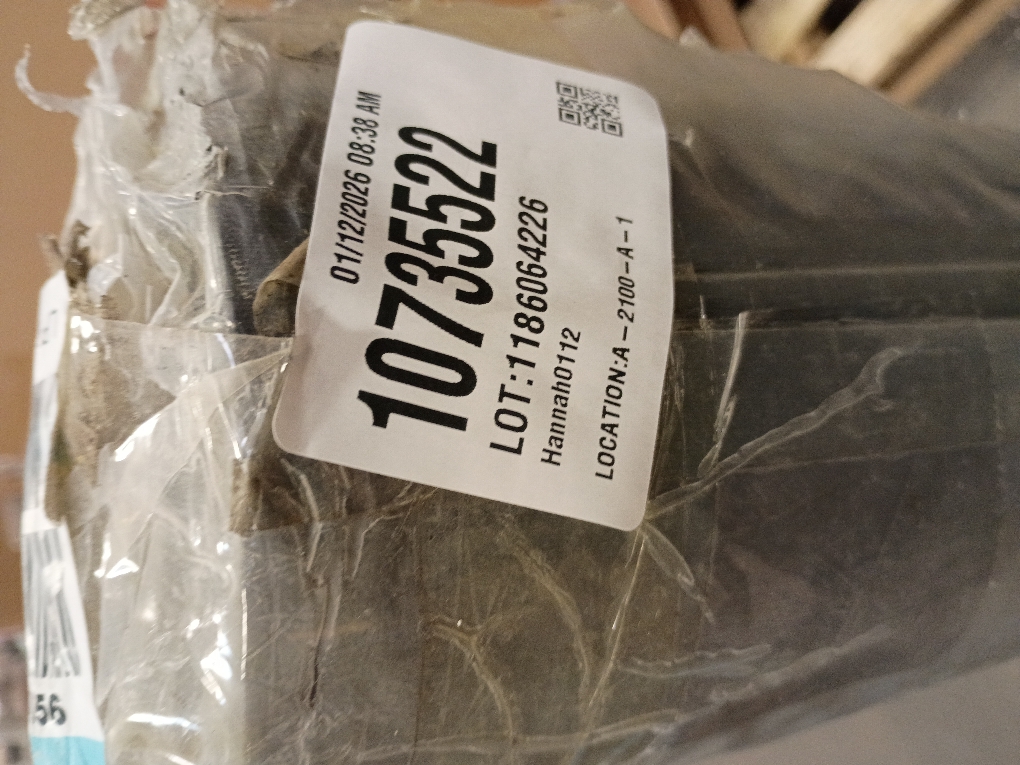 01/12/2026 08:38 AM
10735522
LOT:1186064226
Hannah0112
LOCATION:A-2100-A-1
56